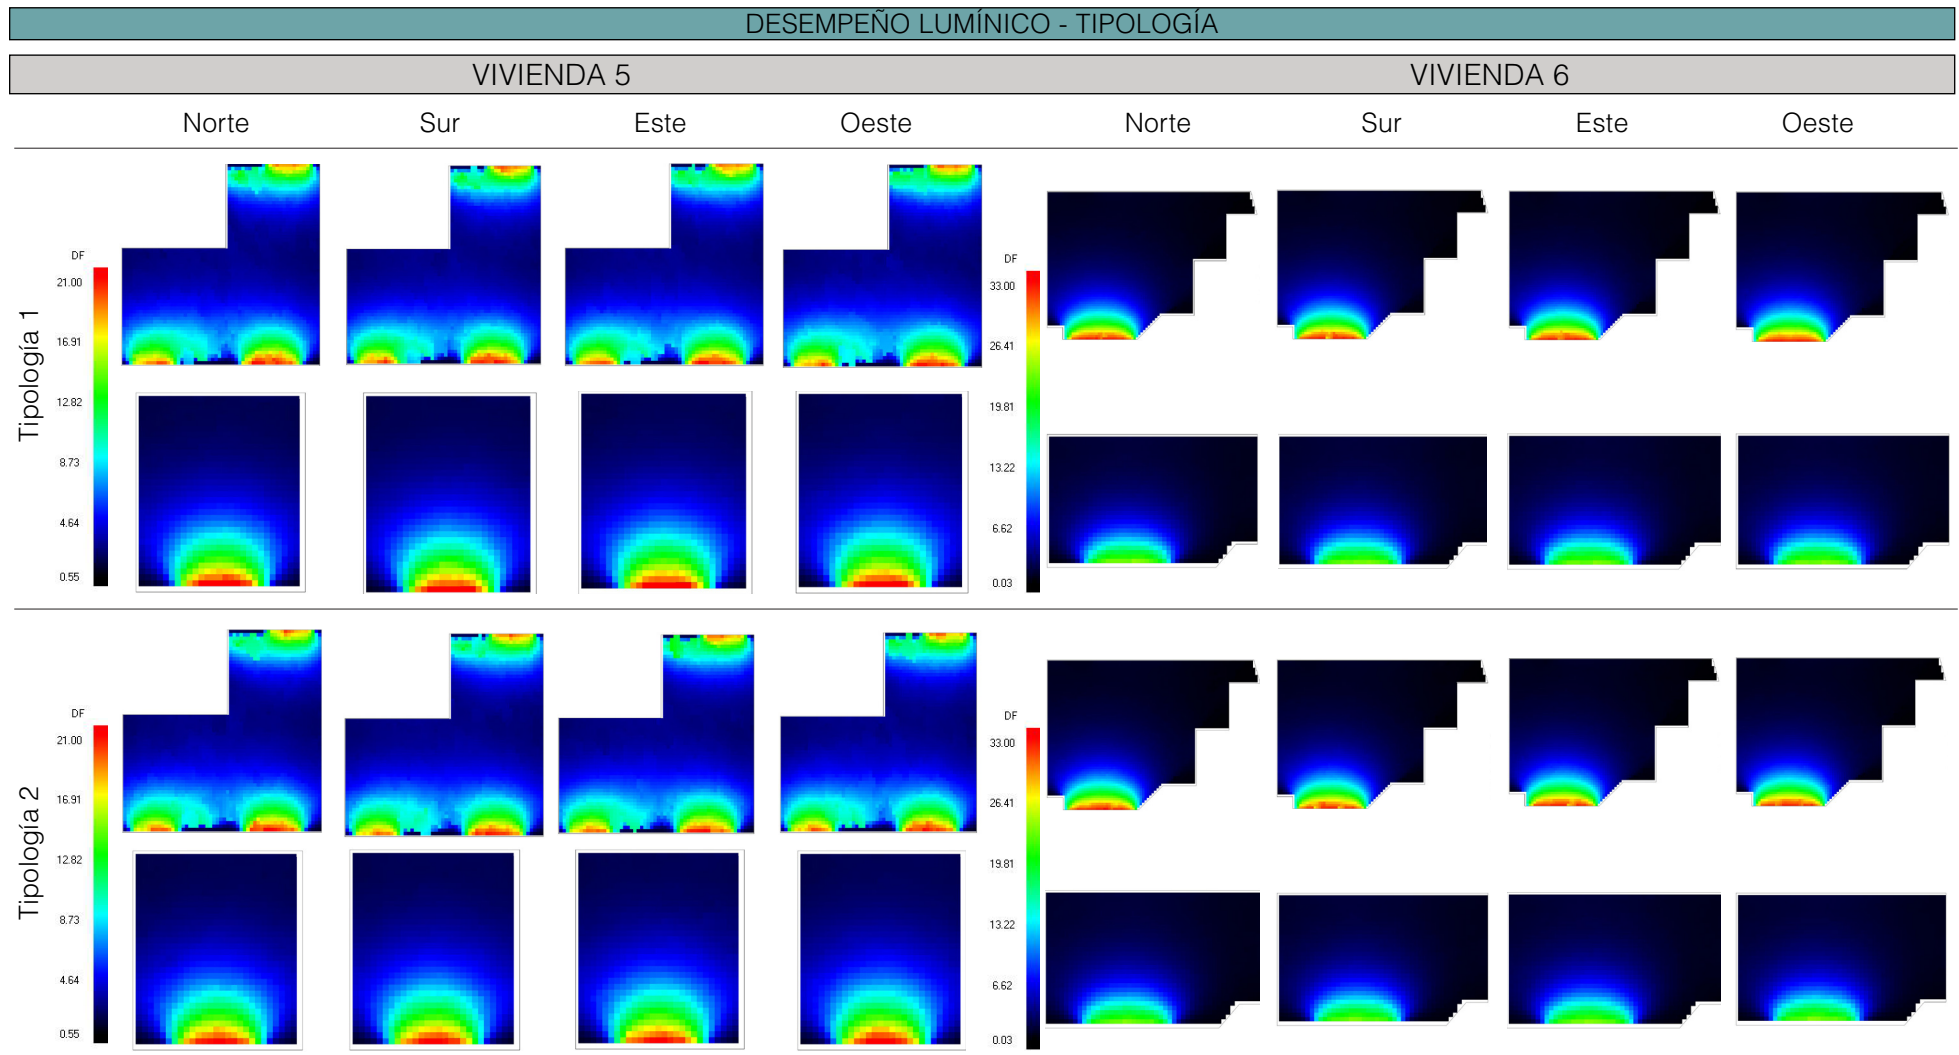 DESEMPEÑO LUMÍNICO - TIPOLOGÍA
VIVIENDA 5
VIVIENDA 6
Norte
Sur
Este
Oeste
Norte
Sur
Este
Oeste
Tipología 1
DF
21.00
16.91
12.82
8.73
4.64
0.55
DF
33.00
26.41
19.81
13.22
6.62
0.03
Tipología 2
DF
21.00
16.91
12.82
8.73
4.64
0.55
DF
33.00
26.41
19.81
13.22
6.62
0.03